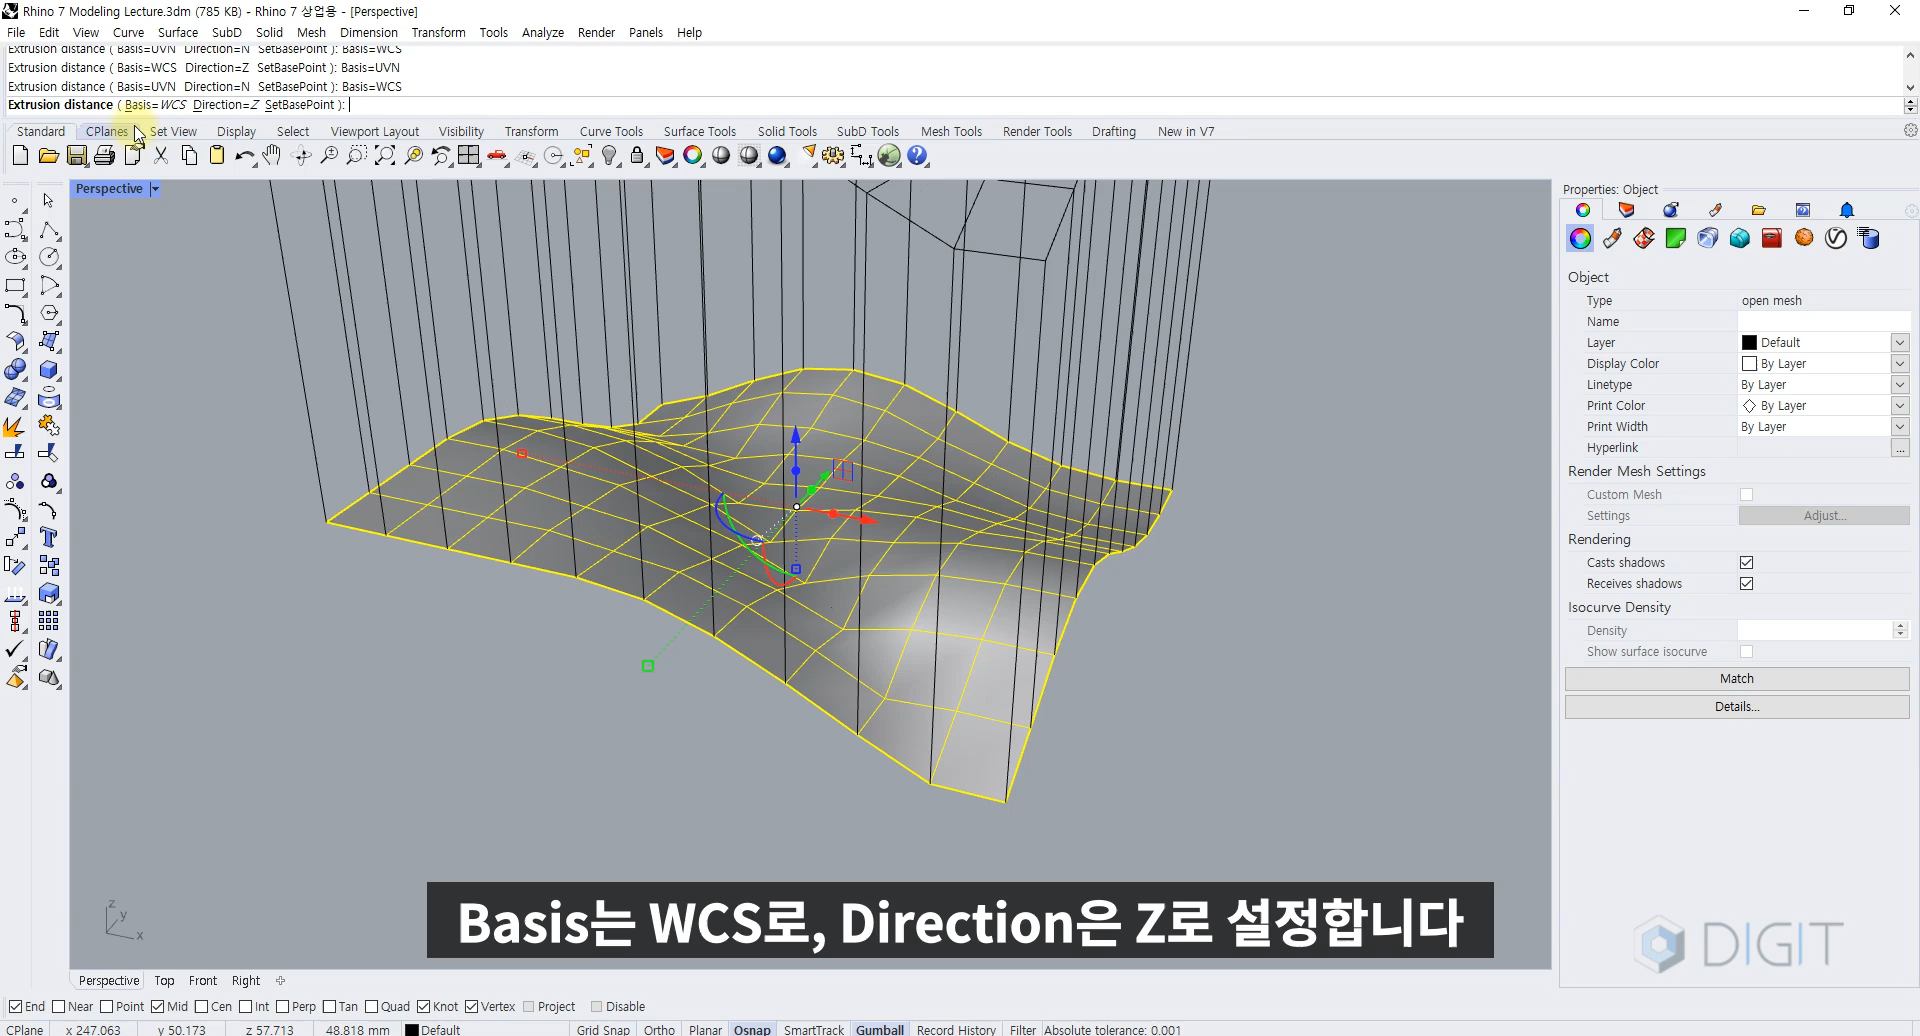 Rhino 7 Modeling Lecture.3dm (785 KB) - Rhino 7 상업용 - [Perspective]
File Edit View Curve Surface SubD Solid Mesh Dimension Transform Tools Analyze Render Panels Help
Extrusion distance ( Basis=UVN Direction=N SetBasePoint ): Basis=WCS
Extrusion distance ( Basis=WCS Direction=Z SetBasePoint ): Basis=UVN
Extrusion distance ( Basis=UVN Direction=N SetBasePoint ): Basis=WCS
Extrusion distance ( Basis=WCS Direction=Z SetBasePoint ):
Standard CPlanes Set View Display Select Viewport Layout Visibility Transform Curve Tools Surface Tools Solid Tools SubD Tools Mesh Tools Render Tools Drafting New in V7
Perspective
Properties: Object
Object
Type open mesh
Name
Layer Default
Display Color By Layer
Linetype By Layer
Print Color By Layer
Print Width By Layer
Hyperlink ...
Render Mesh Settings
Custom Mesh
Settings Adjust...
Rendering
Casts shadows
Receives shadows
Isocurve Density
Density
Show surface isocurve
Match
Details...
z
y
x
Basis는 WCS로, Direction은 Z로 설정합니다
DIGIT
Perspective Top Front Right
End Near Point Mid Cen Int Perp Tan Quad Knot Vertex Project Disable
CPlane x 247.063 y 50.173 z 57.713 48.818 mm Default Grid Snap Ortho Planar Osnap SmartTrack Gumball Record History Filter Absolute tolerance: 0.001